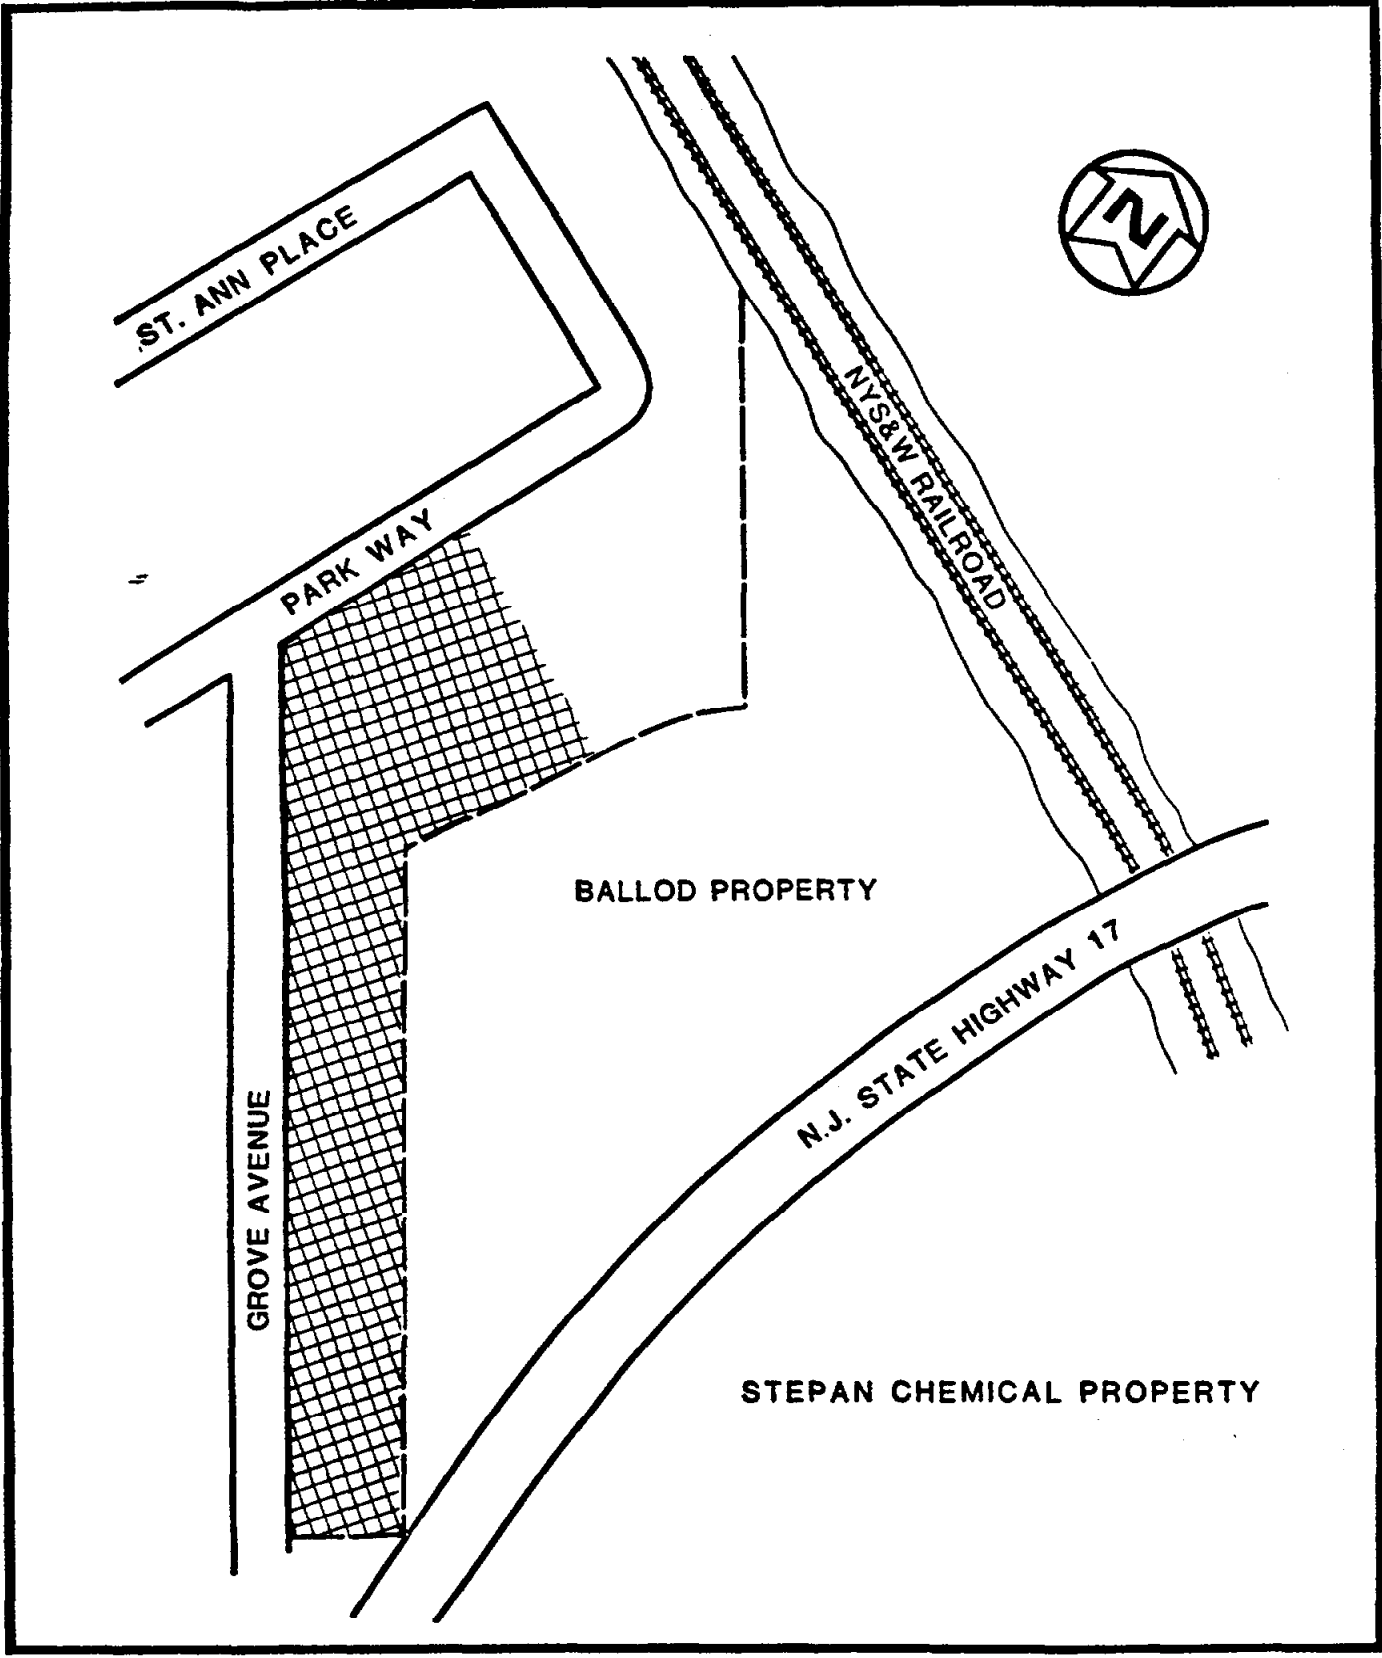 ST. ANN PLACE
N
NYS&W RAILROAD
PARK WAY
BALLOD PROPERTY
N.J. STATE HIGHWAY 17
GROVE AVENUE
STEPAN CHEMICAL PROPERTY